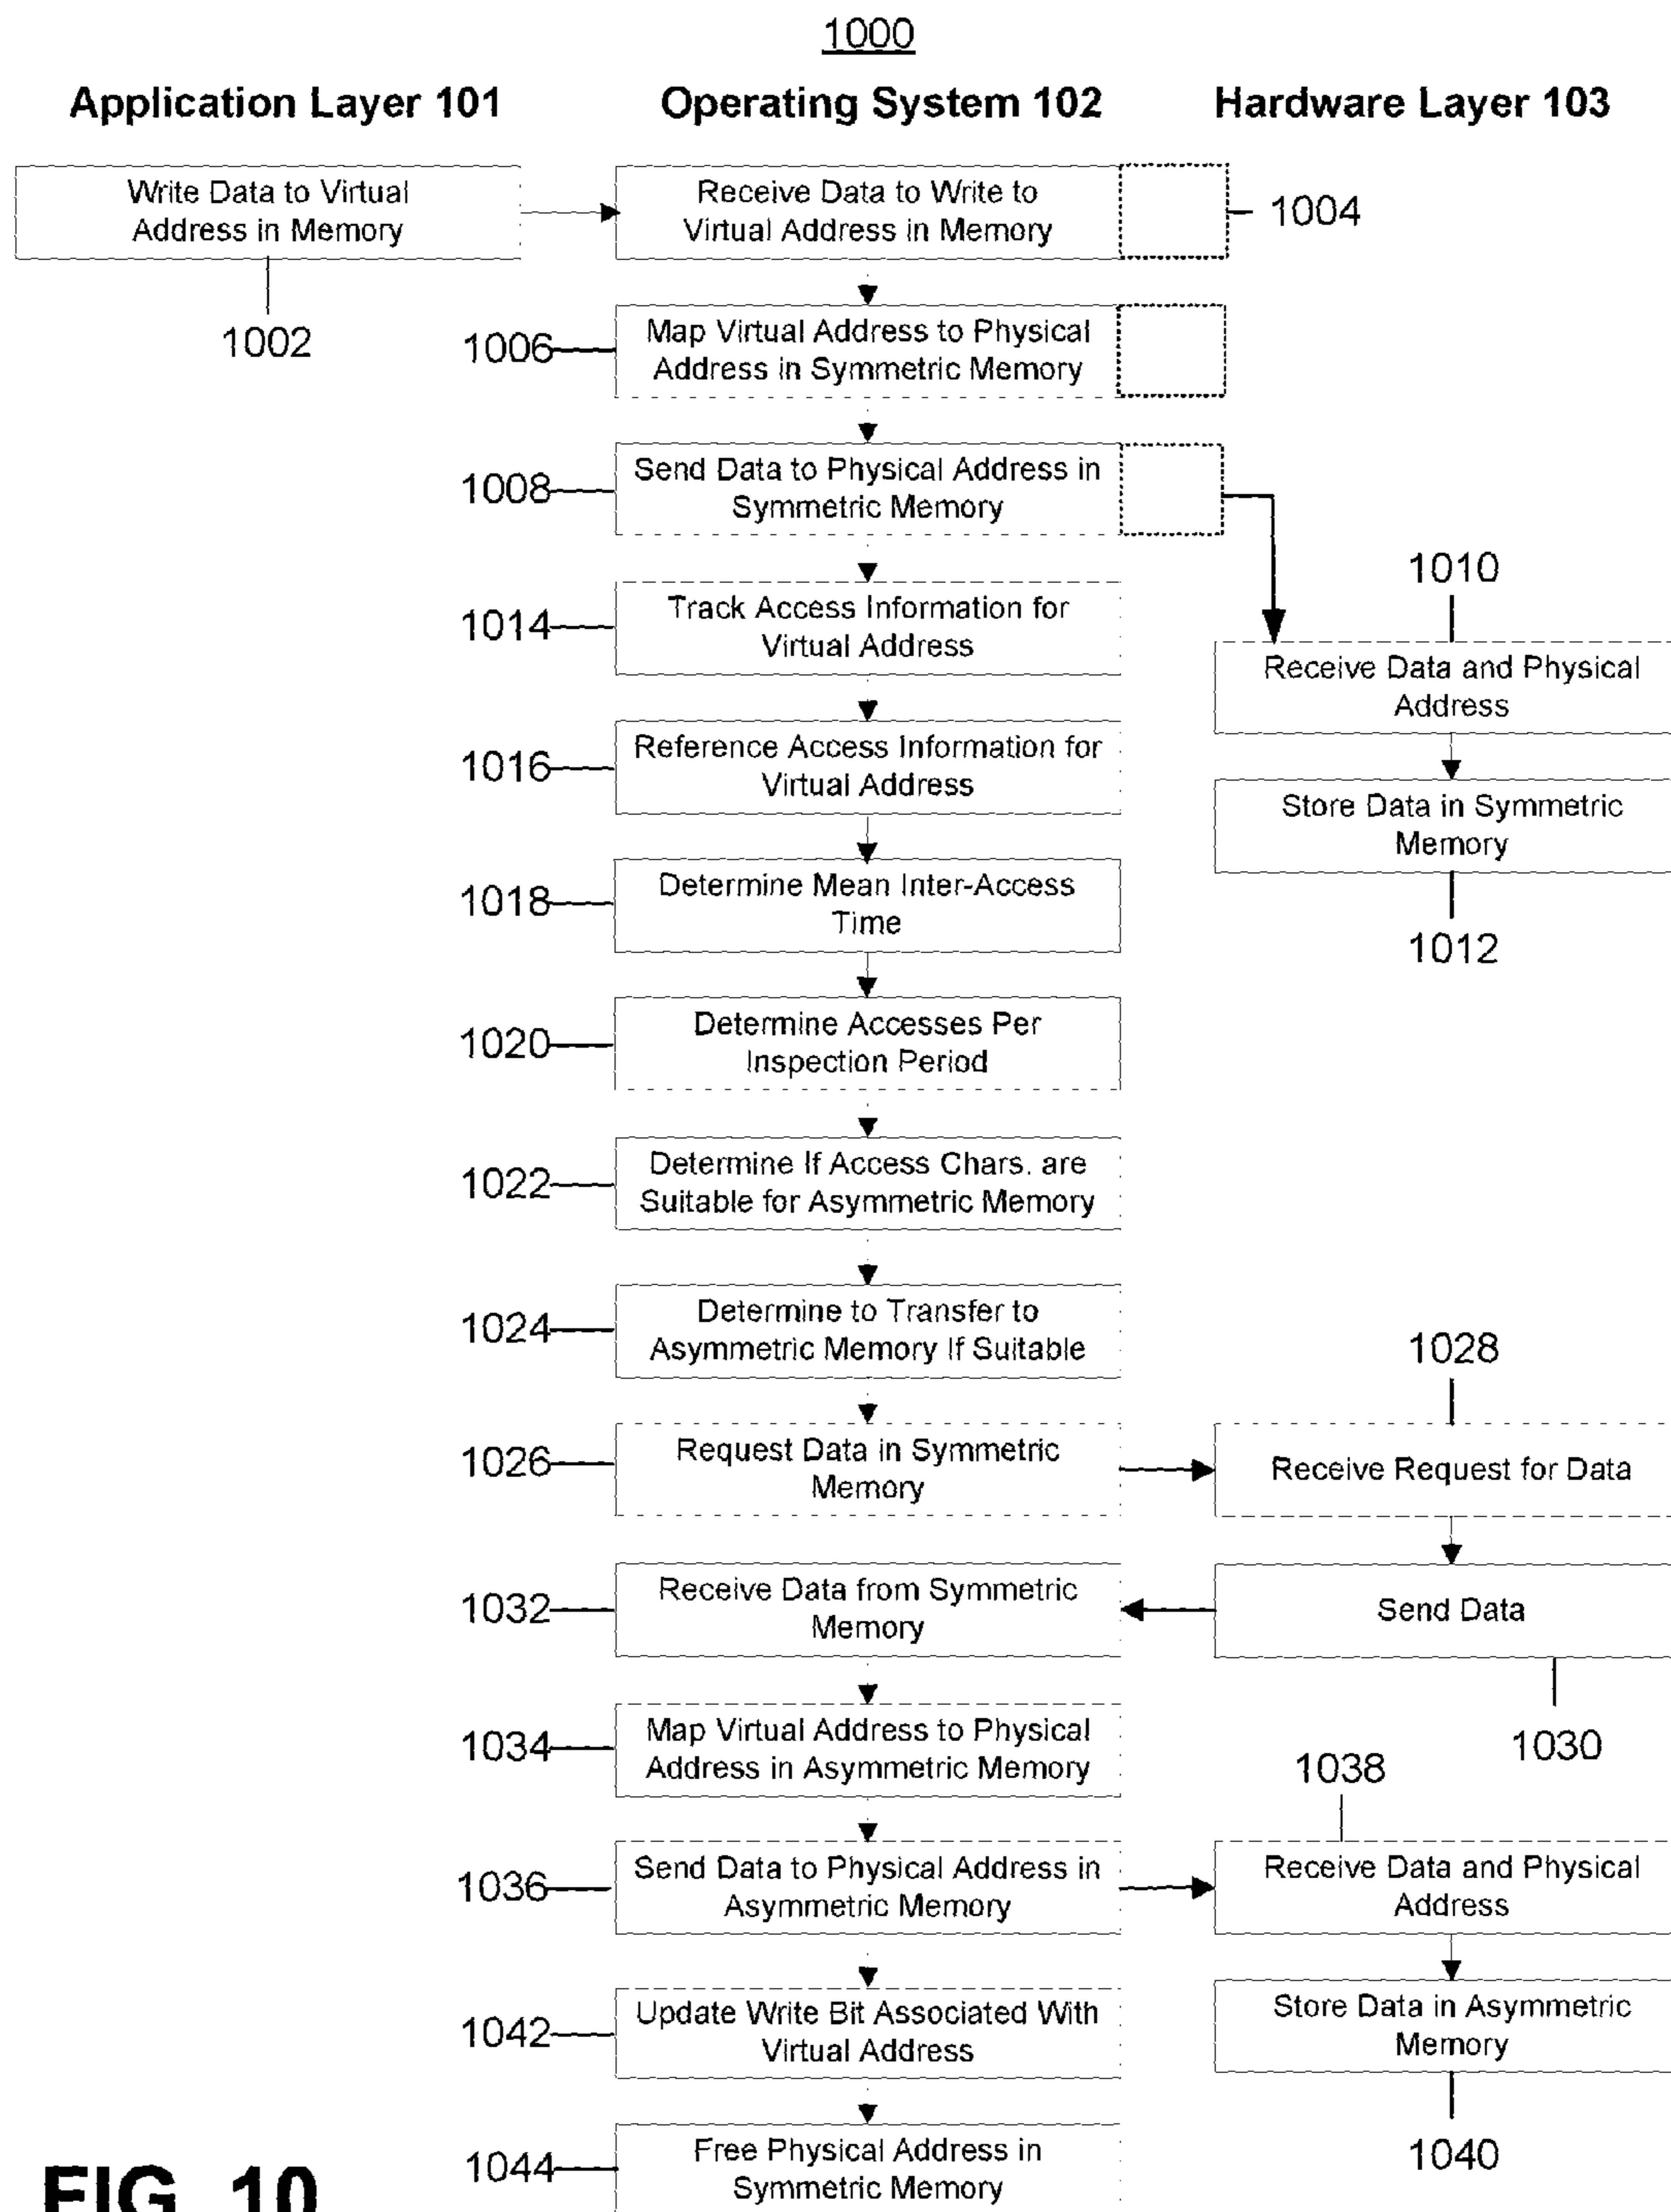 1000
Application Layer 101
Operating System 102
Hardware Layer 103
Write Data to Virtual
Address in Memory
1002
Receive Data to Write to
Virtual Address in Memory
1004
1006
Map Virtual Address to Physical
Address in Symmetric Memory
1008
Send Data to Physical Address in
Symmetric Memory
1010
Receive Data and Physical
Address
Store Data in Symmetric
Memory
1012
1014
Track Access Information for
Virtual Address
1016
Reference Access Information for
Virtual Address
1018
Determine Mean Inter-Access
Time
1020
Determine Accesses Per
Inspection Period
1022
Determine If Access Chars. are
Suitable for Asymmetric Memory
1024
Determine to Transfer to
Asymmetric Memory If Suitable
1026
Request Data in Symmetric
Memory
1028
Receive Request for Data
Send Data
1030
1032
Receive Data from Symmetric
Memory
1034
Map Virtual Address to Physical
Address in Asymmetric Memory
1036
Send Data to Physical Address in
Asymmetric Memory
1038
Receive Data and Physical
Address
Store Data in Asymmetric
Memory
1040
1042
Update Write Bit Associated With
Virtual Address
1044
Free Physical Address in
Symmetric Memory
FIG. 10